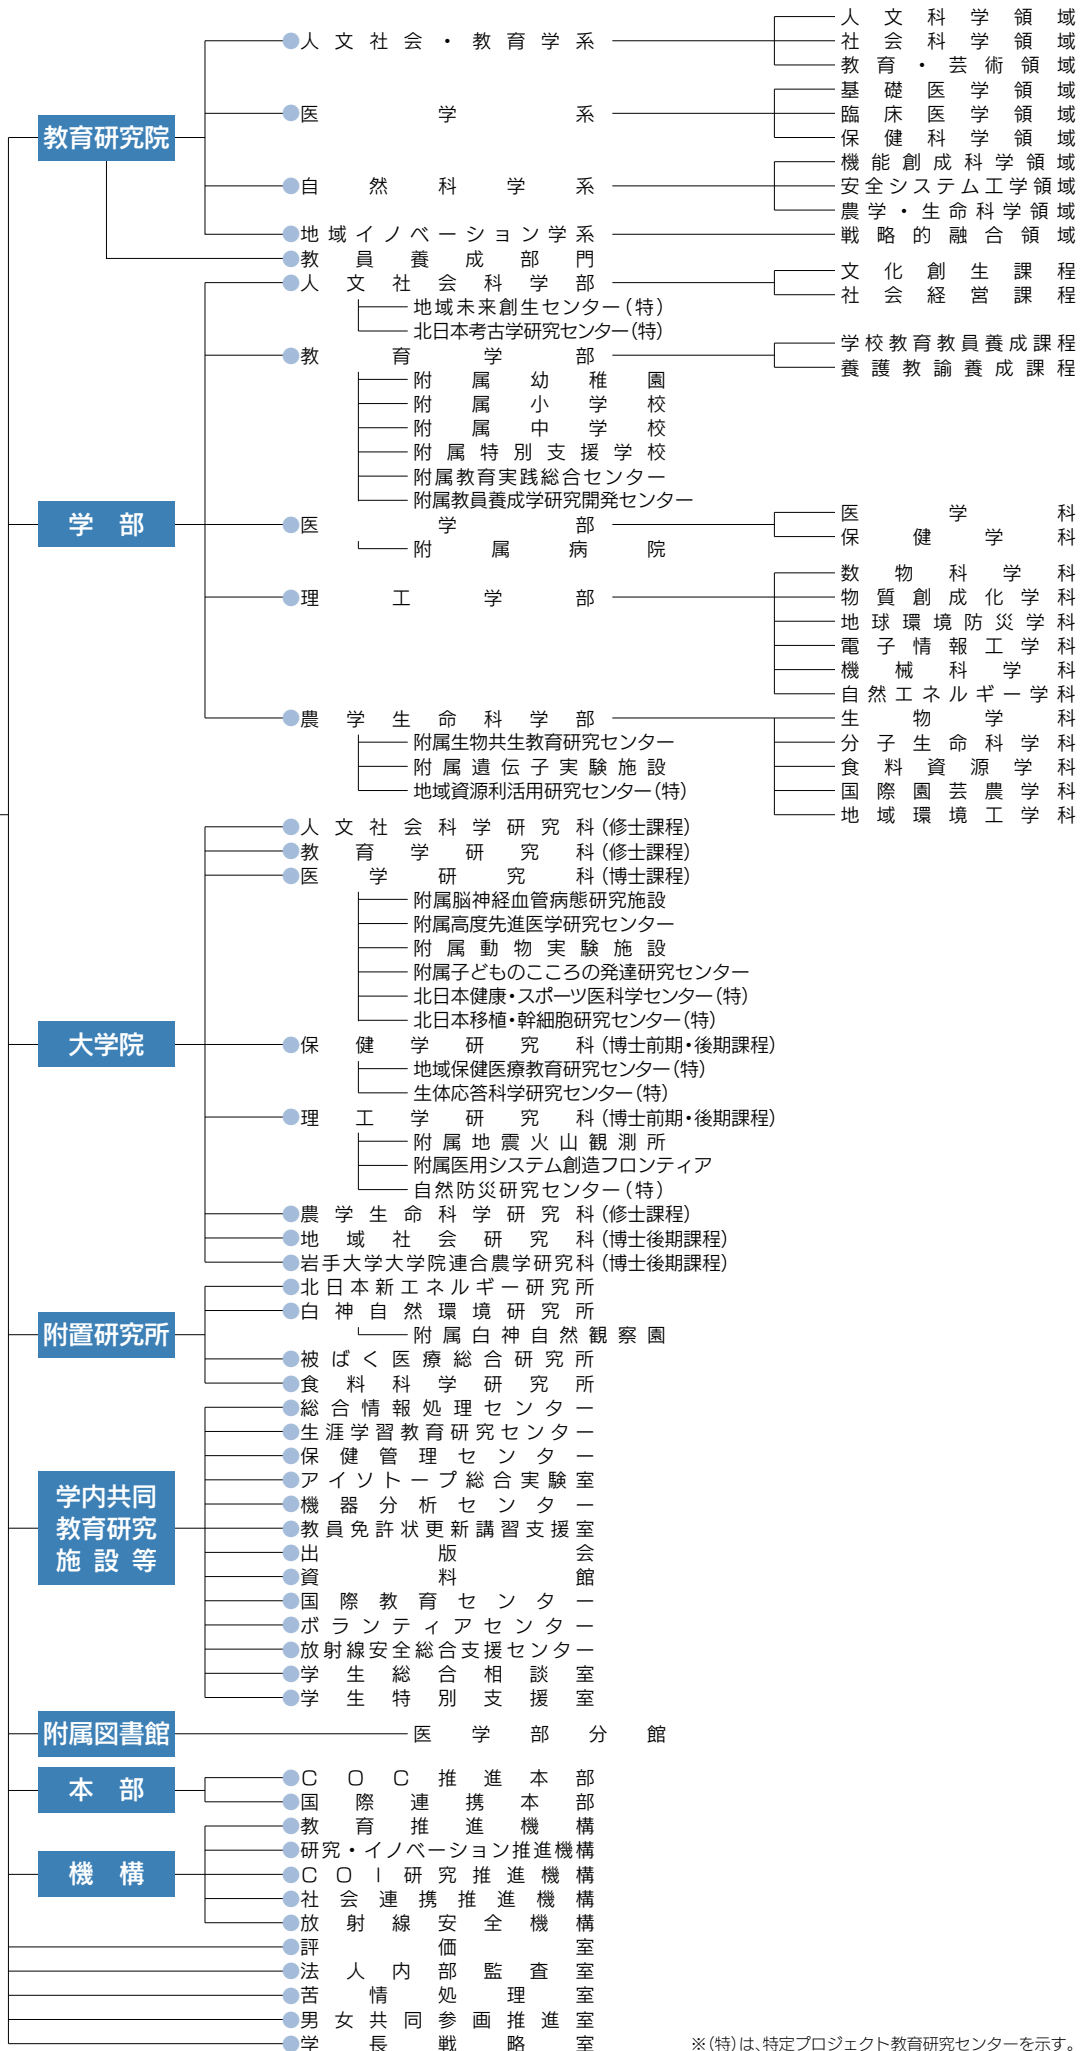 教育研究院
人文社会・教育学系
人文科学領域
社会科学領域
教育・芸術領域
医学系
基礎医学領域
臨床医学領域
保健科学領域
自然科学系
機能創成科学領域
安全システム工学領域
農学・生命科学領域
地域イノベーション学系
戦略的融合領域
教員養成部門
学部
人文社会科学部
文化創生課程
社会経営課程
地域未来創生センター(特)
北日本考古学研究センター(特)
教育学部
学校教育教員養成課程
養護教諭養成課程
附属幼稚園
附属小学校
附属中学校
附属特別支援学校
附属教育実践総合センター
附属教員養成学研究開発センター
医学部
医学科
保健学科
附属病院
理工学部
数物科学科
物質創成化学科
地球環境防災学科
電子情報工学科
機械科学科
自然エネルギー学科
農学生命科学部
生物学科
分子生命科学科
食料資源学科
国際園芸農学科
地域環境工学科
附属生物共生教育研究センター
附属遺伝子実験施設
地域資源利活用研究センター(特)
大学院
人文社会科学研究科(修士課程)
教育学研究科(修士課程)
医学研究科(博士課程)
附属脳神経血管病態研究施設
附属高度先進医学研究センター
附属動物実験施設
附属子どものこころの発達研究センター
北日本健康・スポーツ医科学センター(特)
北日本移植・幹細胞研究センター(特)
保健学研究科(博士前期・後期課程)
地域保健医療教育研究センター(特)
生体応答科学研究センター(特)
理工学研究科(博士前期・後期課程)
附属地震火山観測所
附属医用システム創造フロンティア
自然防災研究センター(特)
農学生命科学研究科(修士課程)
地域社会研究科(博士後期課程)
岩手大学大学院連合農学研究科(博士後期課程)
附置研究所
北日本新エネルギー研究所
白神自然環境研究所
附属白神自然観察園
被ばく医療総合研究所
食料科学研究所
学内共同
教育研究
施設等
総合情報処理センター
生涯学習教育研究センター
保健管理センター
アイソトープ総合実験室
機器分析センター
教員免許状更新講習支援室
出版会
資料館
国際教育センター
ボランティアセンター
放射線安全総合支援センター
学生総合相談室
学生特別支援室
附属図書館
医学部分館
本部
COC推進本部
国際連携本部
機構
教育推進機構
研究・イノベーション推進機構
COI研究推進機構
社会連携推進機構
放射線安全機構
評価室
法人内部監査室
苦情処理室
男女共同参画推進室
学長戦略室
※(特)は、特定プロジェクト教育研究センターを示す。